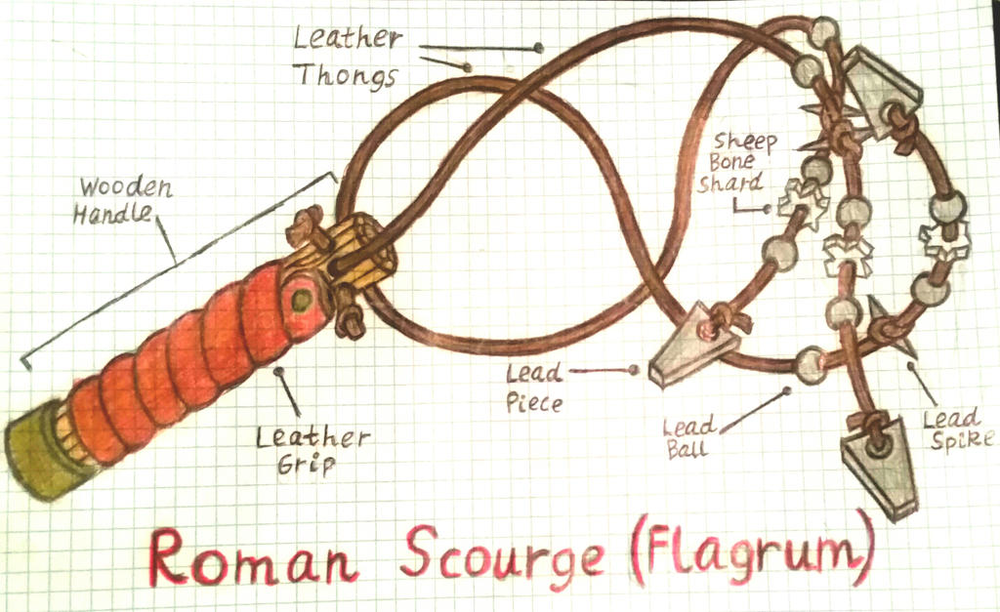 Leather
Thongs
Wooden
Handle
Sheep
Bone
Shard
Lead
Piece
Leather
Grip
Lead
Ball
Lead
Spike
Roman Scourge (Flagrum)